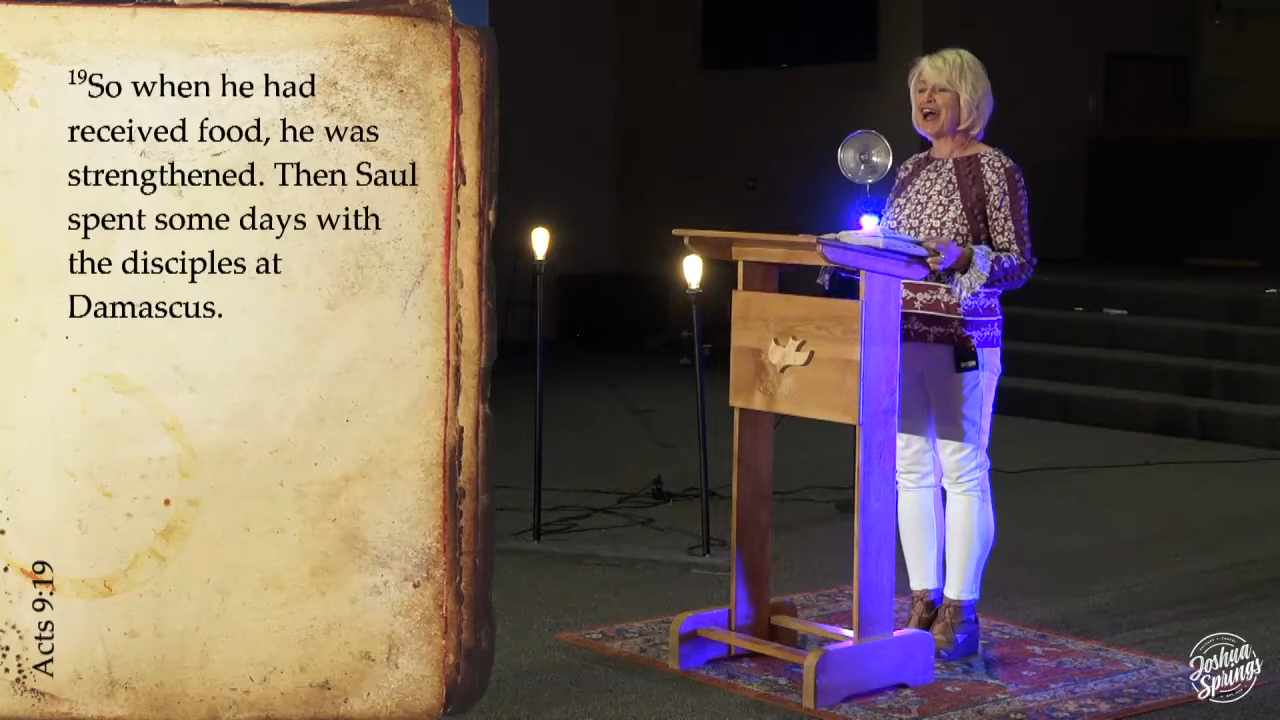 ¹⁹So when he had
received food, he was
strengthened. Then Saul
spent some days with
the disciples at
Damascus.
Acts 9:19
Joshua
Springs